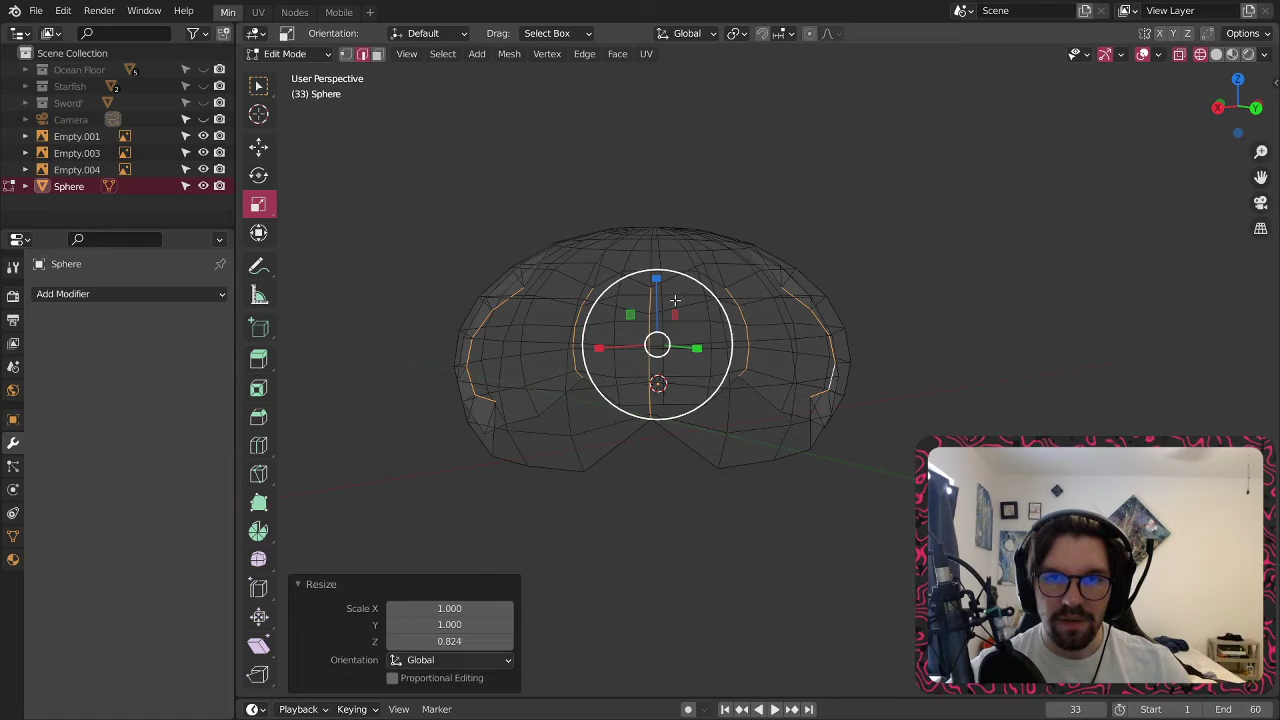 File Edit Render Window Help Min UV Nodes Mobile + Scene View Layer
Orientation: Default Drag: Select Box Global X Y Z Options
Scene Collection Edit Mode View Select Add Mesh Vertex Edge Face UV
Ocean Floor 5
Starfish 2
Sword'
Camera
Empty.001
Empty.003
Empty.004
Sphere
User Perspective
(33) Sphere
Z
X Y
Sphere
Add Modifier
Resize
Scale X 1.000
Y 1.000
Z 0.824
Orientation Global
Proportional Editing
Playback Keying View Marker 33 Start 1 End 60